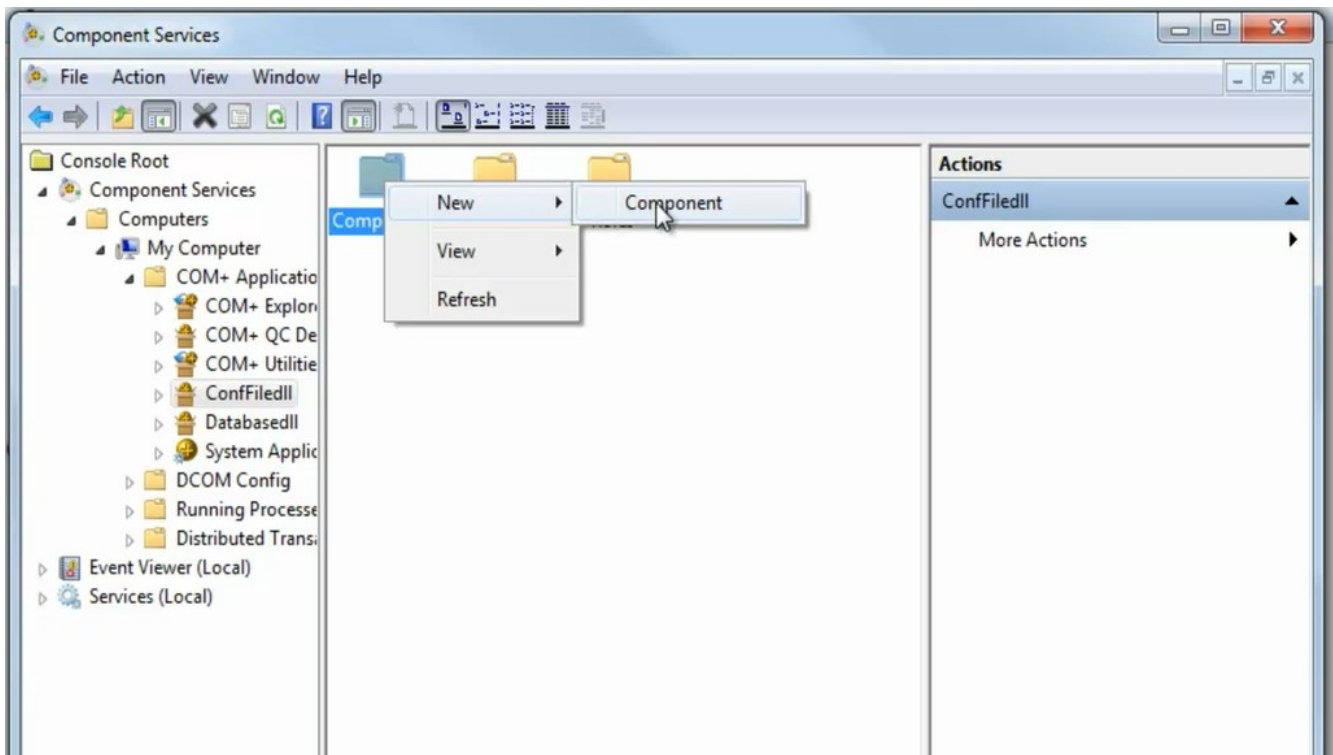 Component Services
File Action View Window Help
Console Root
Component Services
Computers
My Computer
COM+ Applicatio
COM+ Explor
COM+ QC De
COM+ Utilitie
ConfFiledll
Databasedll
System Applic
DCOM Config
Running Processe
Distributed Transa
Event Viewer (Local)
Services (Local)
Comp
New
Component
View
Refresh
Actions
ConfFiledll
More Actions